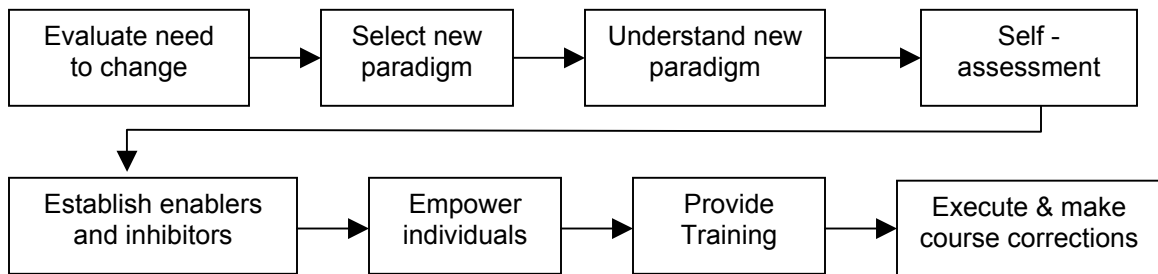 Evaluate need
to change
Select new
paradigm
Understand new
paradigm
Self -
assessment
Establish enablers
and inhibitors
Empower
individuals
Provide
Training
Execute & make
course corrections